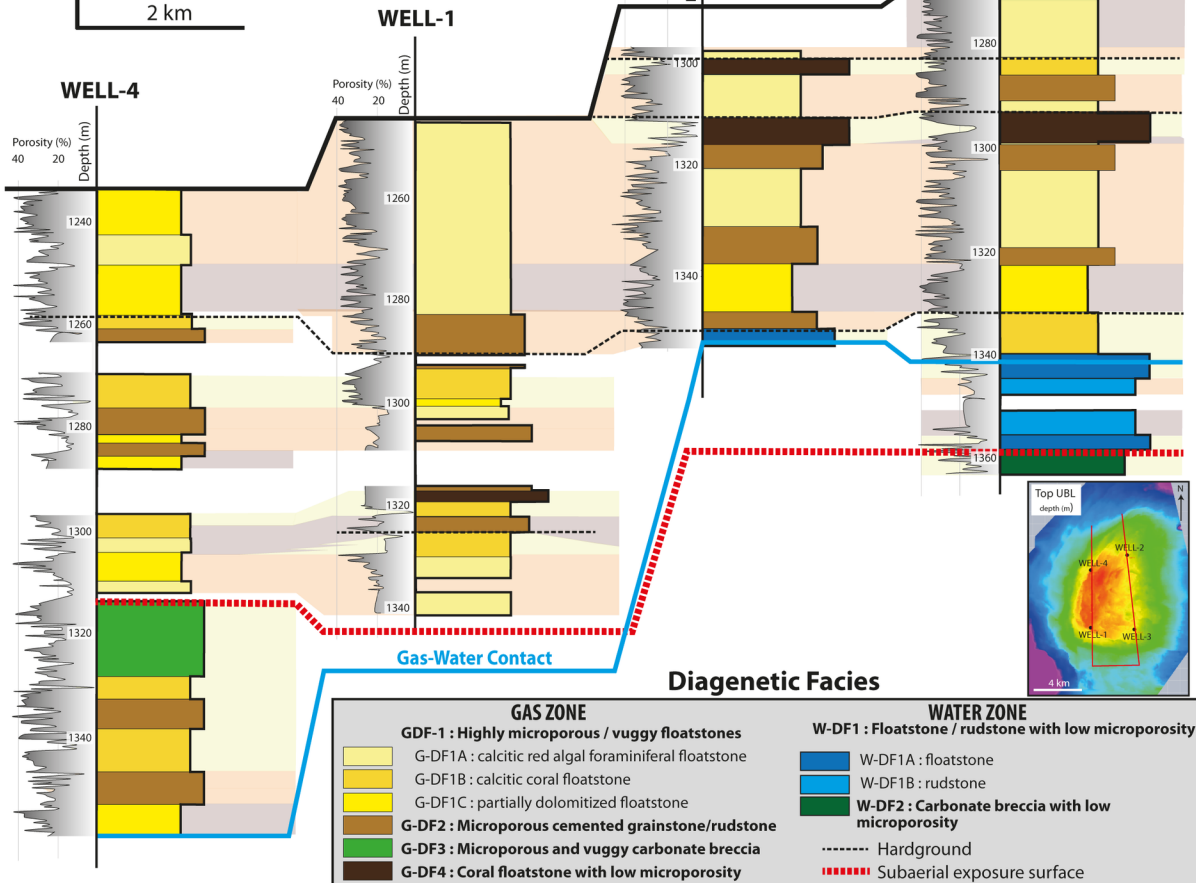 2 km
WELL-4
Porosity (%)
40 20
Depth (m)
1240
1260
1280
1300
1320
1340
WELL-1
Porosity (%)
40 20
Depth (m)
1260
1280
1300
1320
1340
1300
1320
1340
1280
1300
1320
1340
1360
Gas-Water Contact
Top UBL
depth (m)
N
WELL-2
WELL-4
WELL-1
WELL-3
4 km
Diagenetic Facies
GAS ZONE
GDF-1 : Highly microporous / vuggy floatstones
G-DF1A : calcitic red algal foraminiferal floatstone
G-DF1B : calcitic coral floatstone
G-DF1C : partially dolomitized floatstone
G-DF2 : Microporous cemented grainstone/rudstone
G-DF3 : Microporous and vuggy carbonate breccia
G-DF4 : Coral floatstone with low microporosity
WATER ZONE
W-DF1 : Floatstone / rudstone with low microporosity
W-DF1A : floatstone
W-DF1B : rudstone
W-DF2 : Carbonate breccia with low
microporosity
Hardground
Subaerial exposure surface